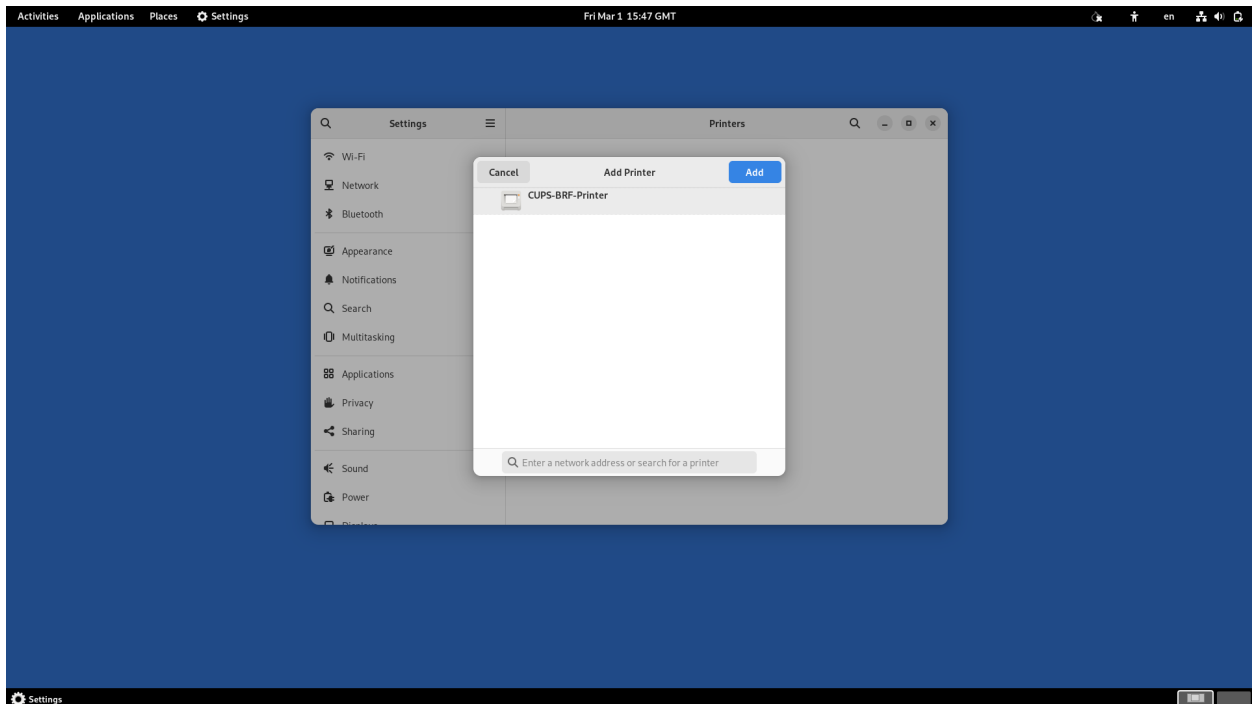 Activities Applications Places Settings Fri Mar 1 15:47 GMT en
Settings Printers
Wi-Fi
Network
Bluetooth
Appearance
Notifications
Search
Multitasking
Applications
Privacy
Sharing
Sound
Power
Displays
Cancel Add Printer Add
CUPS-BRF-Printer
Enter a network address or search for a printer
Settings